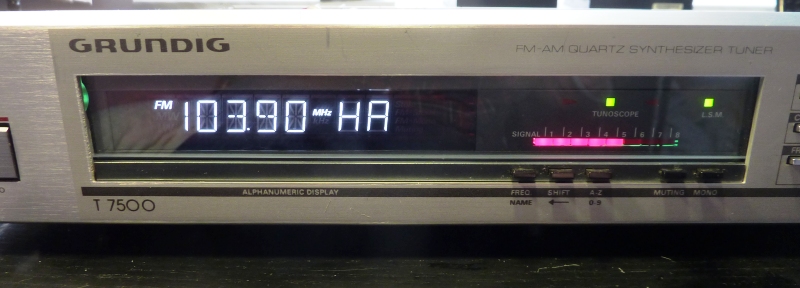 GRUNDIG
FM-AM QUARTZ SYNTHESIZER TUNER
FM 103.90 MHz HA
TUNOSCOPE
L.S.M
SIGNAL 1 2 3 4 5 6 7 8
ALPHANUMERIC DISPLAY
FREQ. SHIFT A-Z MUTING MONO
NAME ← 0-9
T 7500